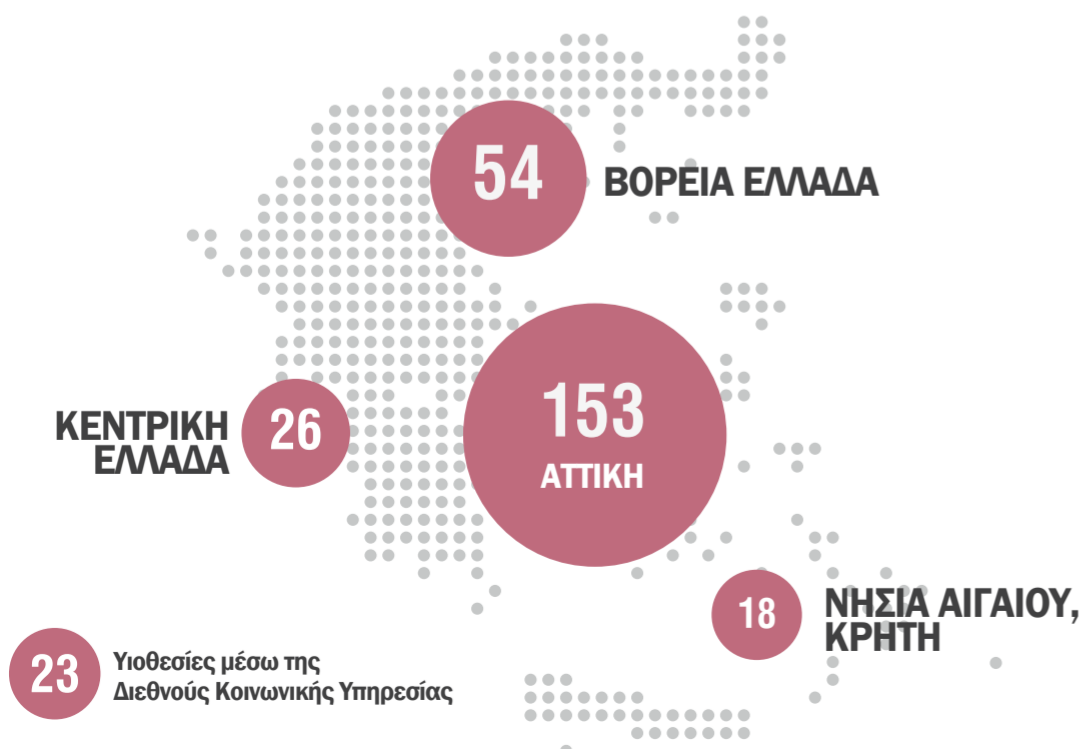 54
ΒΟΡΕΙΑ ΕΛΛΑΔΑ
153
ΑΤΤΙΚΗ
ΚΕΝΤΡΙΚΗ
ΕΛΛΑΔΑ
26
18
ΝΗΣΙΑ ΑΙΓΑΙΟΥ,
ΚΡΗΤΗ
23
Υιοθεσίες μέσω της
Διεθνούς Κοινωνικής Υπηρεσίας